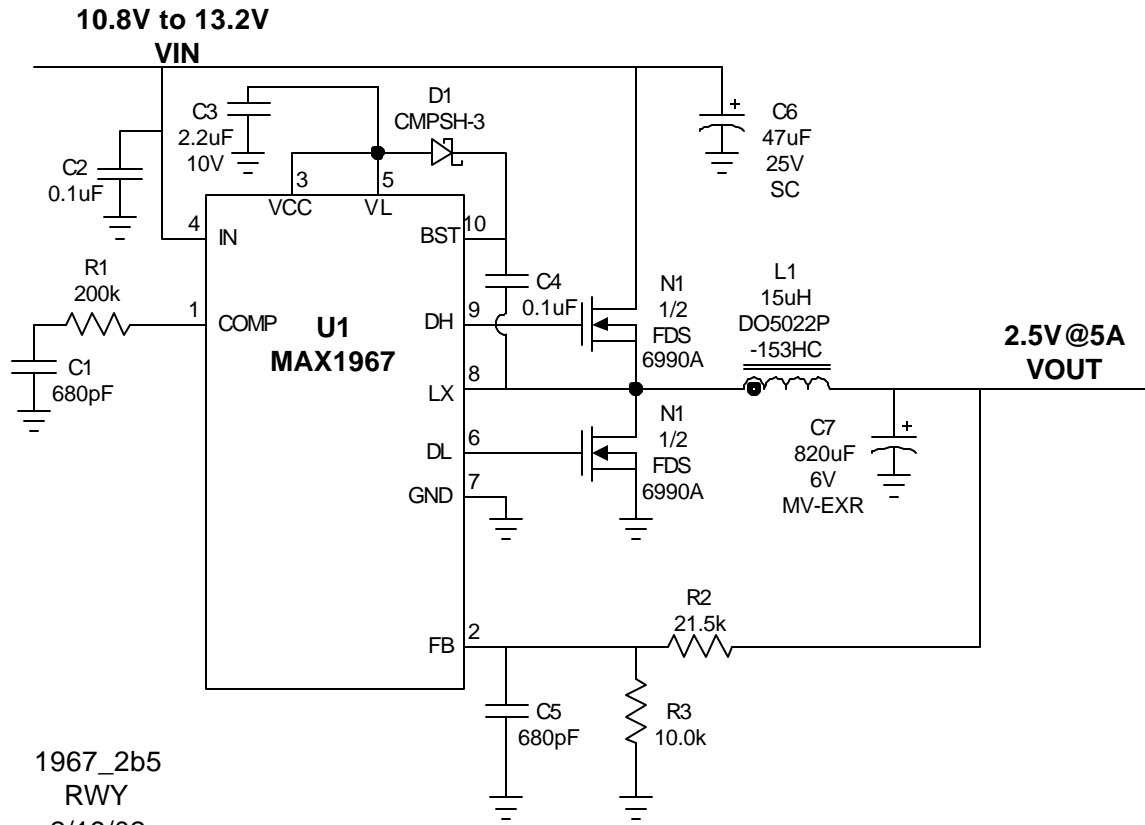 10.8V to 13.2V
VIN
C3
2.2uF
10V
D1
CMPSH-3
C6
47uF
25V
SC
C2
0.1uF
3
VCC
5
VL
4
IN
10
BST
R1
200k
C1
680pF
1
COMP
U1
MAX1967
C4
0.1uF
9
DH
N1
1/2
FDS
6990A
L1
15uH
DO5022P
-153HC
2.5V@5A
VOUT
8
LX
6
DL
N1
1/2
FDS
6990A
C7
820uF
6V
MV-EXR
7
GND
2
FB
R2
21.5k
C5
680pF
R3
10.0k
1967_2b5
RWY